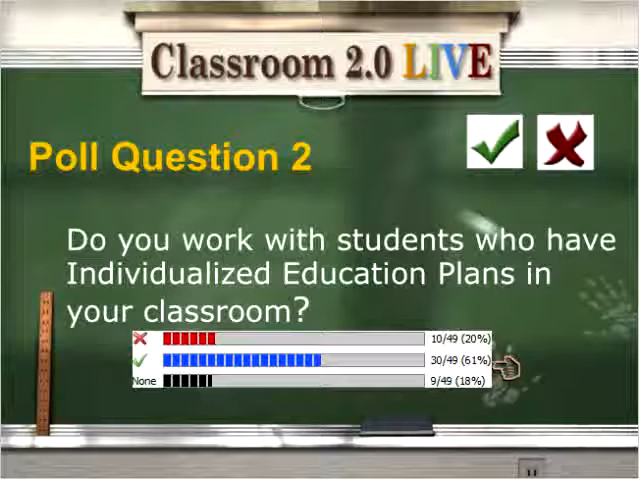 Classroom 2.0 LIVE
Poll Question 2
Do you work with students who have
Individualized Education Plans in
your classroom?
10/49 (20%)
30/49 (61%)
None 9/49 (18%)